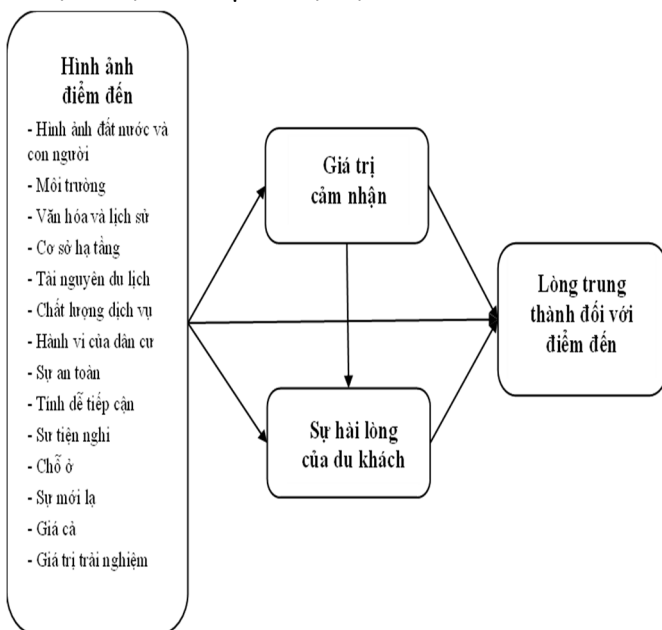 Hình ảnh
điểm đến
- Hình ảnh đất nước và
con người
- Môi trường
- Văn hóa và lịch sử
- Cơ sở hạ tầng
- Tài nguyên du lịch
- Chất lượng dịch vụ
- Hành vi của dân cư
- Sự an toàn
- Tính dễ tiếp cận
- Sư tiện nghi
- Chỗ ở
- Sự mới lạ
- Giá cả
- Giá trị trải nghiệm
Giá trị
cảm nhận
Sự hài lòng
của du khách
Lòng trung
thành đối với
điểm đến